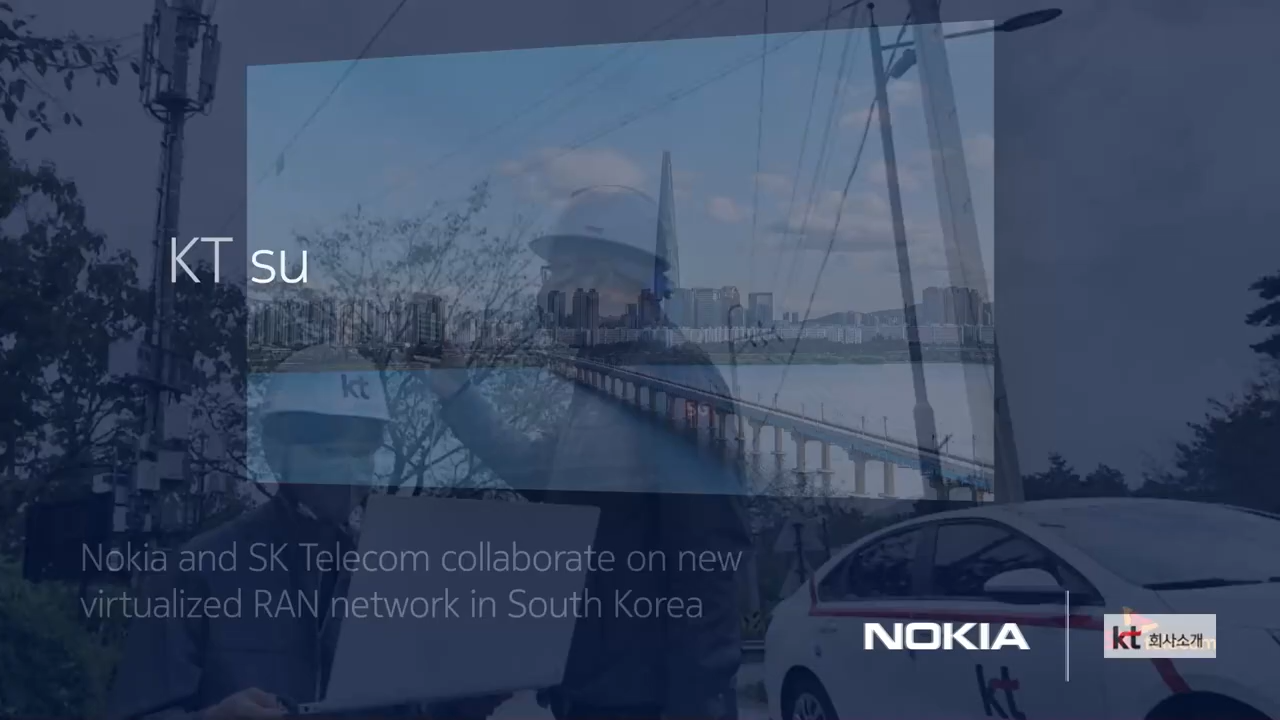 KT su
kt
5G
Nokia and SK Telecom collaborate on new
virtualized RAN network in South Korea
NOKIA
kt 회사소개
kt